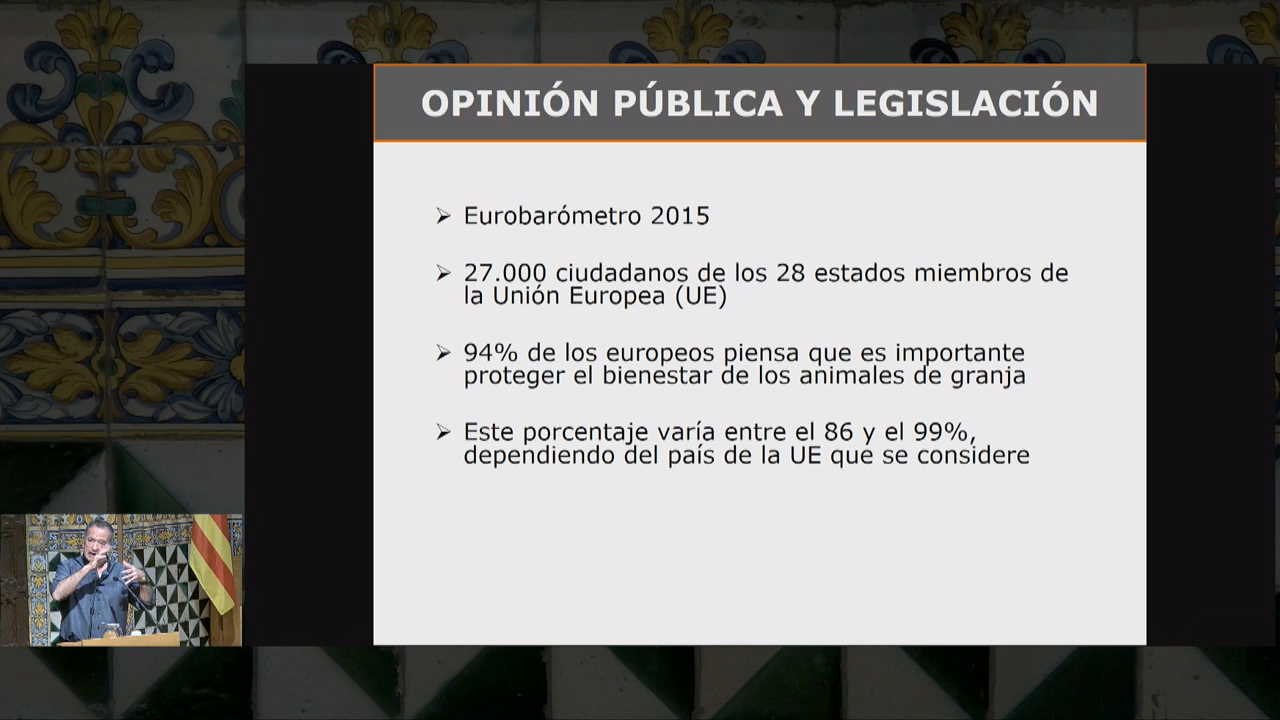 OPINIÓN PÚBLICA Y LEGISLACIÓN
Eurobarómetro 2015
27.000 ciudadanos de los 28 estados miembros de
la Unión Europea (UE)
94% de los europeos piensa que es importante
proteger el bienestar de los animales de granja
Este porcentaje varía entre el 86 y el 99%,
dependiendo del país de la UE que se considere